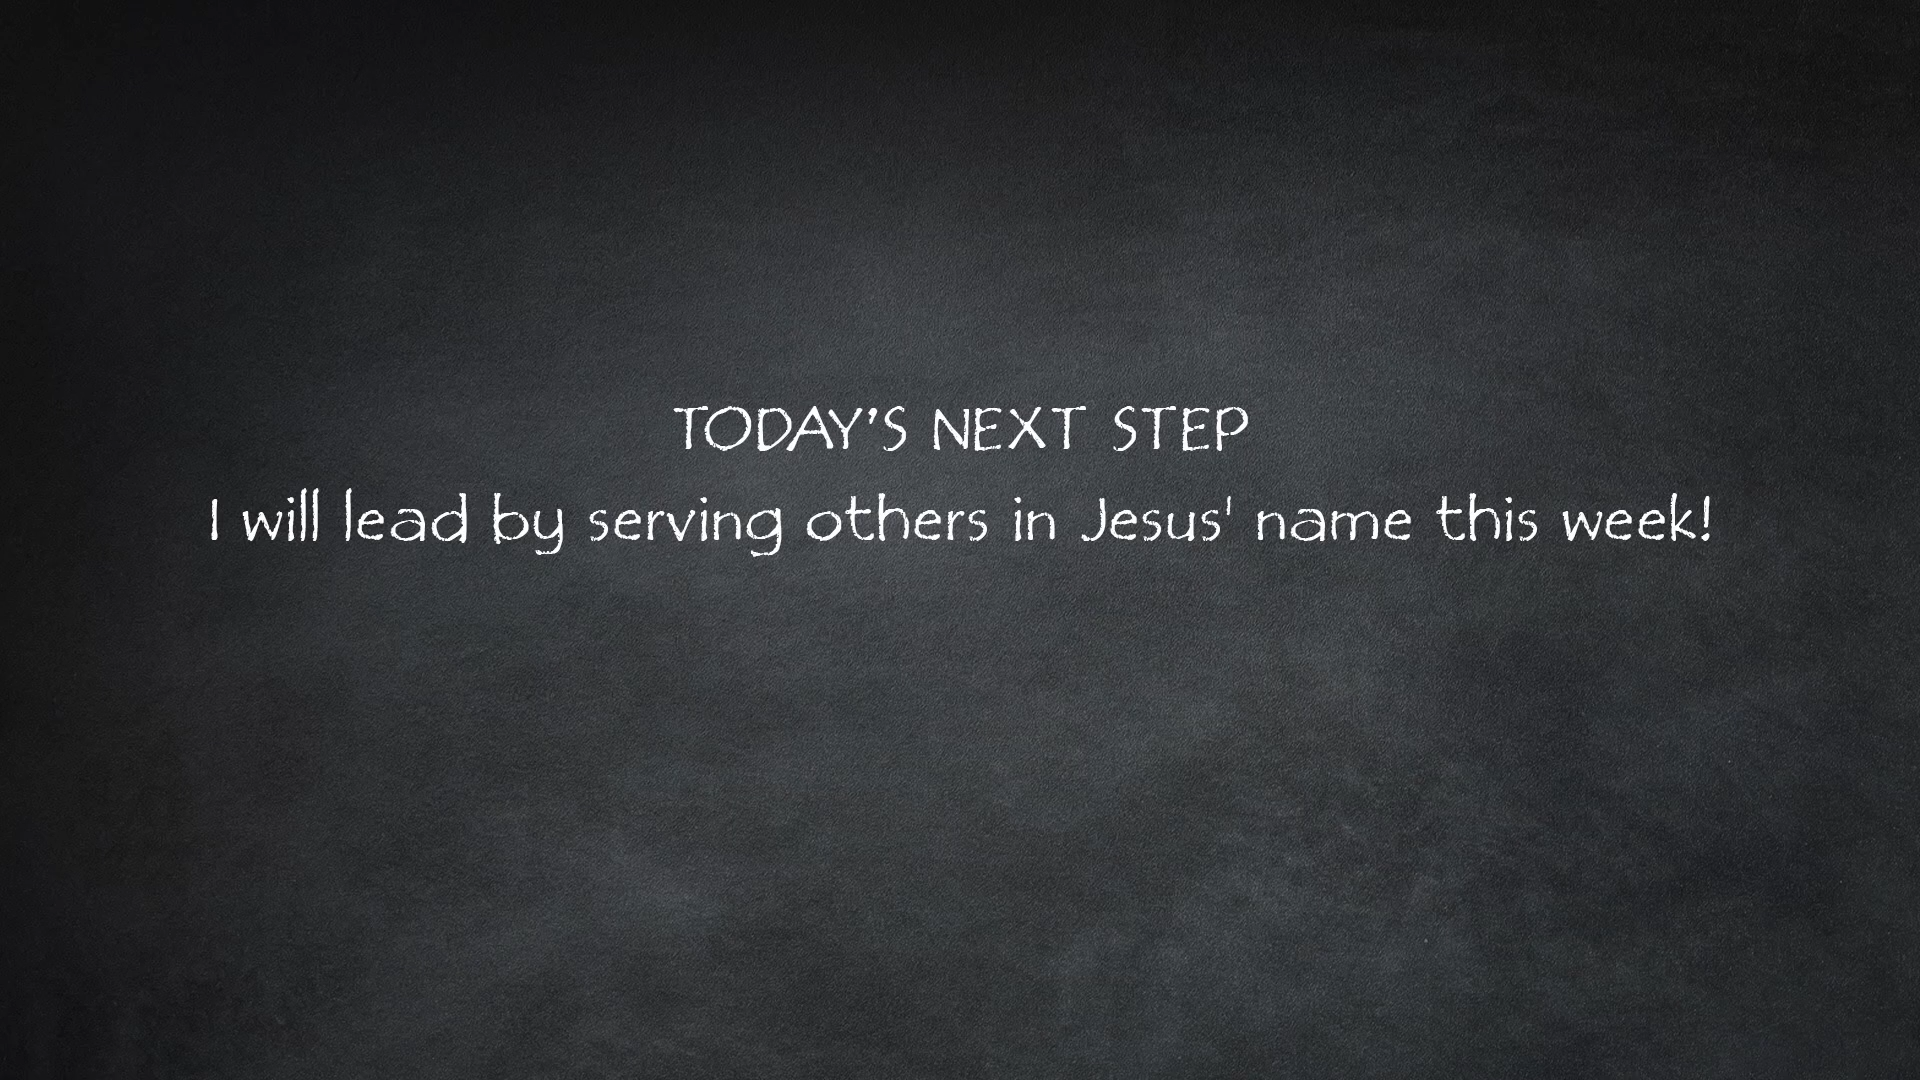 TODAY’S NEXT STEP
I will lead by serving others in Jesus' name this week!